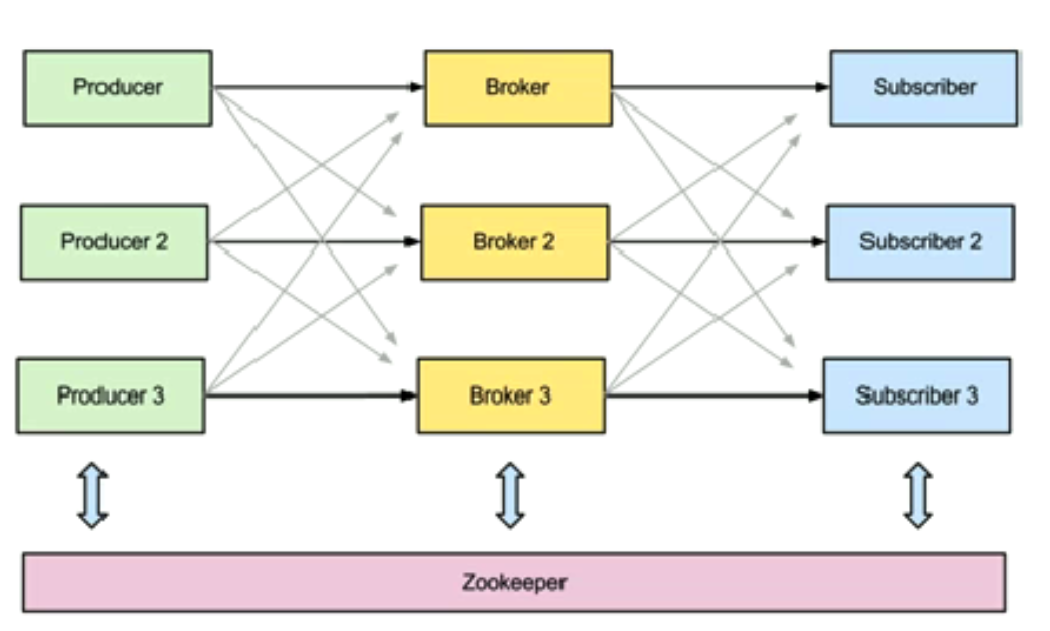 Producer
Broker
Subscriber
Producer 2
Broker 2
Subscriber 2
Producer 3
Broker 3
Subscriber 3
Zookeeper